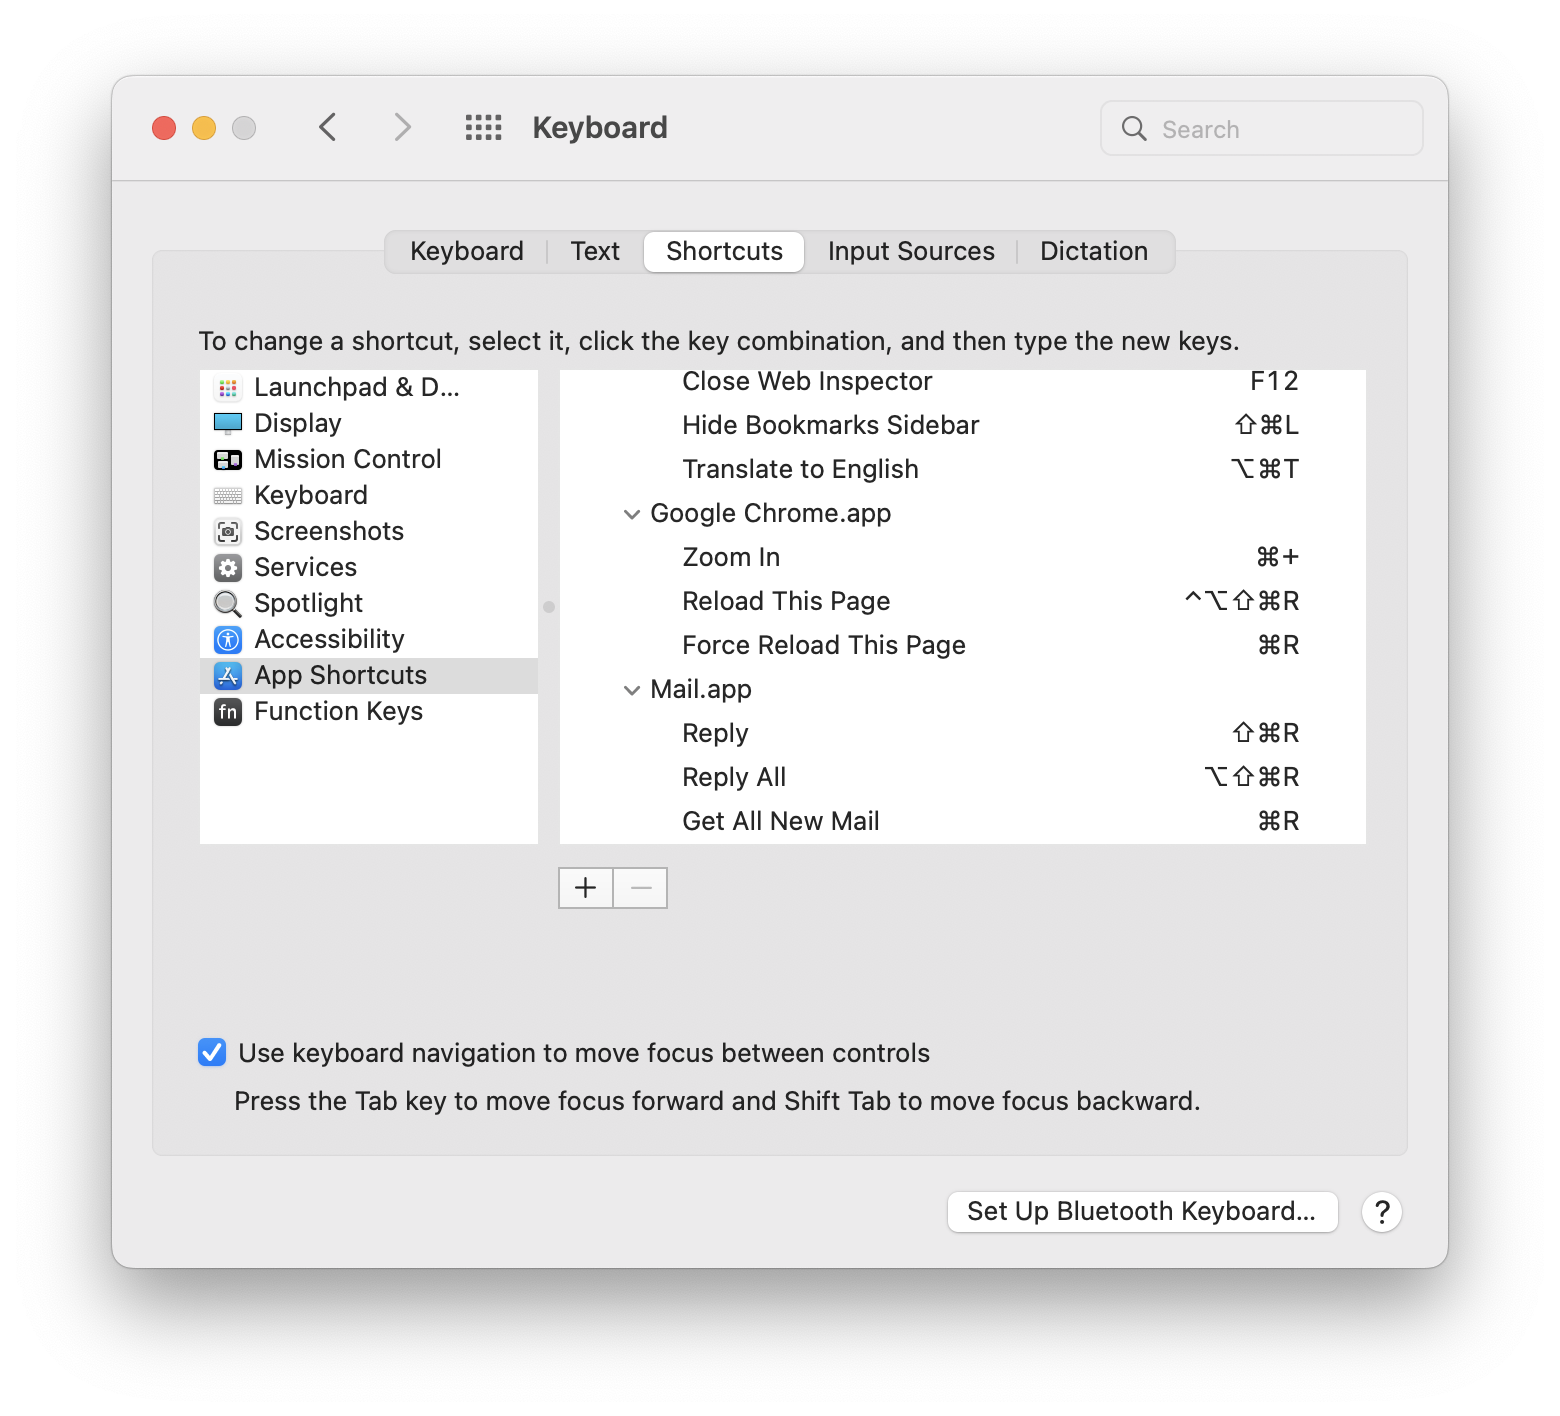 Keyboard
Search
Keyboard
Text
Shortcuts
Input Sources
Dictation
To change a shortcut, select it, click the key combination, and then type the new keys.
Launchpad & D...
Display
Mission Control
Keyboard
Screenshots
Services
Spotlight
Accessibility
App Shortcuts
fn Function Keys
Close Web Inspector F12
Hide Bookmarks Sidebar ⇧⌘L
Translate to English ⌥⌘T
Google Chrome.app
Zoom In ⌘+
Reload This Page ^⌥⇧⌘R
Force Reload This Page ⌘R
Mail.app
Reply ⇧⌘R
Reply All ⌥⇧⌘R
Get All New Mail ⌘R
+ −
Use keyboard navigation to move focus between controls
Press the Tab key to move focus forward and Shift Tab to move focus backward.
Set Up Bluetooth Keyboard...
?